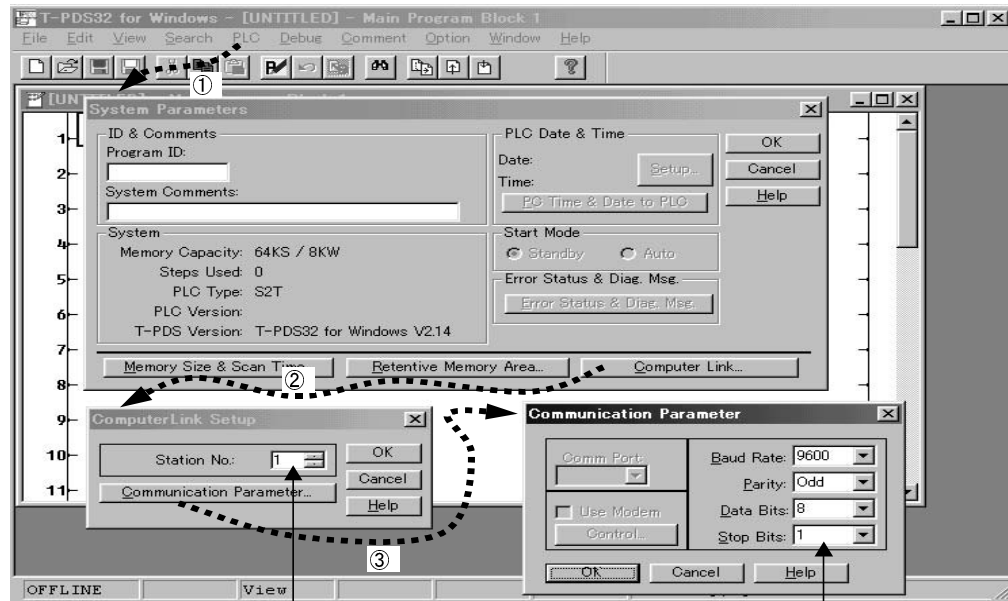 T-PDS32 for Windows - [UNTITLED] - Main Program Block 1
File Edit View Search PLC Debug Comment Option Window Help
①
[UN
System Parameters
ID & Comments
Program ID:
System Comments:
PLC Date & Time
Date:
Time:
Setup...
PC Time & Date to PLC
OK
Cancel
Help
System
Memory Capacity: 64KS / 8KW
Steps Used: 0
PLC Type: S2T
PLC Version:
T-PDS Version: T-PDS32 for Windows V2.14
Start Mode
Standby Auto
Error Status & Diag. Msg.
Error Status & Diag. Msg.
Memory Size & Scan Time
Retentive Memory Area...
Computer Link...
1
2
3
4
5
6
7
8
9
10
11
②
ComputerLink Setup
Station No.: 1
Communication Parameter...
OK
Cancel
Help
③
Communication Parameter
Comm Port:
Use Modem
Control...
Baud Rate: 9600
Parity: Odd
Data Bits: 8
Stop Bits: 1
OK Cancel Help
OFFLINE View